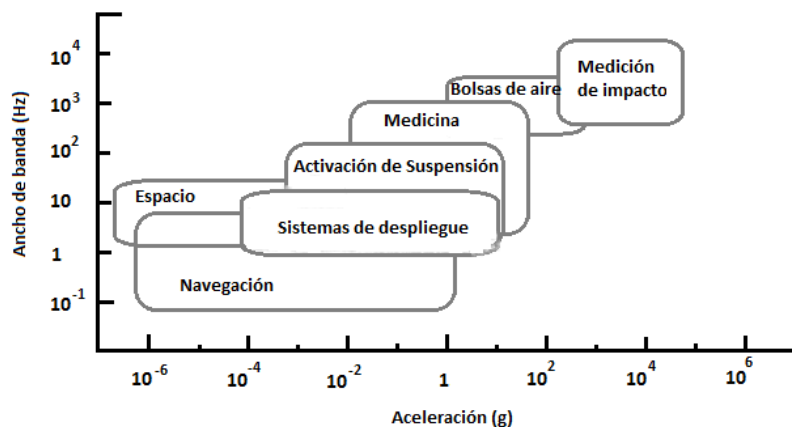 Ancho de banda (Hz)
10^4
10^3
10^2
10
1
10^-1
Medición
de impacto
Bolsas de aire
Medicina
Activación de Suspensión
Espacio
Sistemas de despliegue
Navegación
10^-6
10^-4
10^-2
1
10^2
10^4
10^6
Aceleración (g)